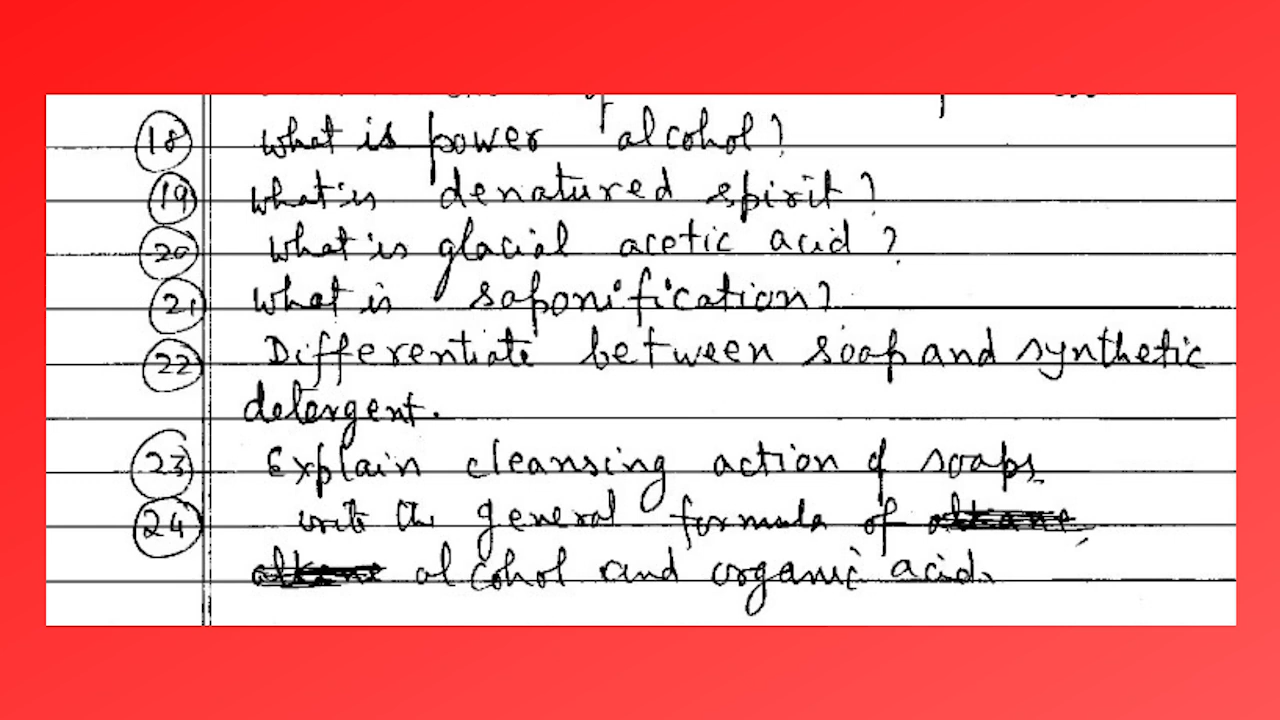 18 What is power alcohol?
19 What is denatured spirit?
20 What is glacial acetic acid?
21 What is saponification?
22 Differentiate between soap and synthetic
detergent.
23 Explain cleansing action of soaps.
24 write the general formula of
alcohol and organic acid.